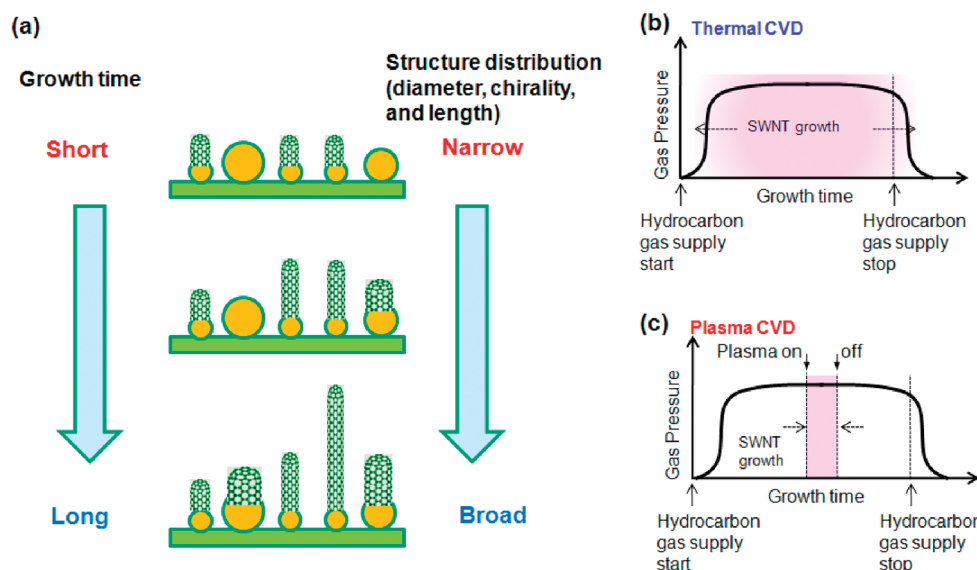 (a)
Growth time
Structure distribution
(diameter, chirality,
and length)
Short
Narrow
Long
Broad
(b)
Thermal CVD
Gas Pressure
SWNT growth
Growth time
Hydrocarbon
gas supply
start
Hydrocarbon
gas supply
stop
(c)
Plasma CVD
Plasma on
off
Gas Pressure
SWNT
growth
Growth time
Hydrocarbon
gas supply
start
Hydrocarbon
gas supply
stop